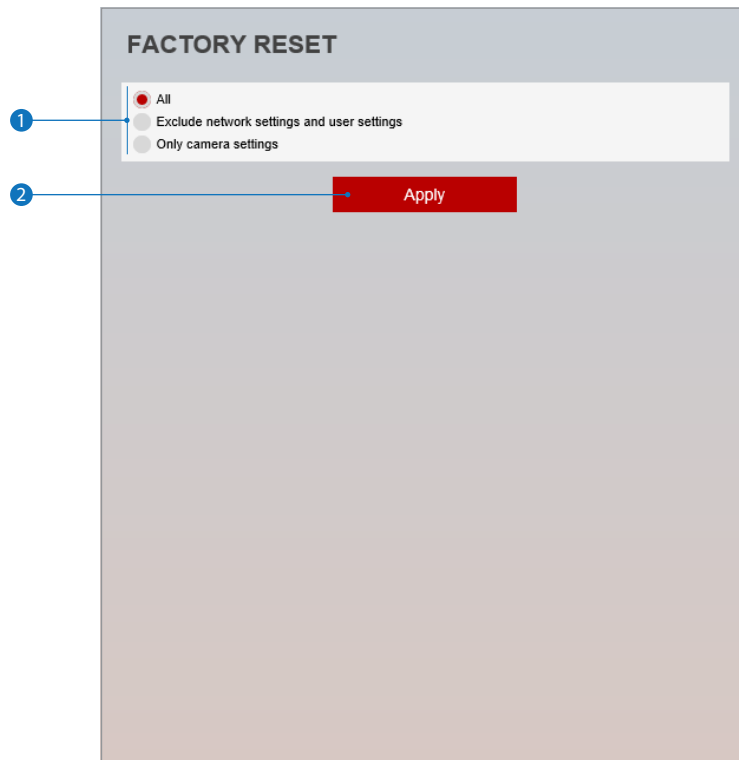 FACTORY RESET
All
1
Exclude network settings and user settings
Only camera settings
2
Apply